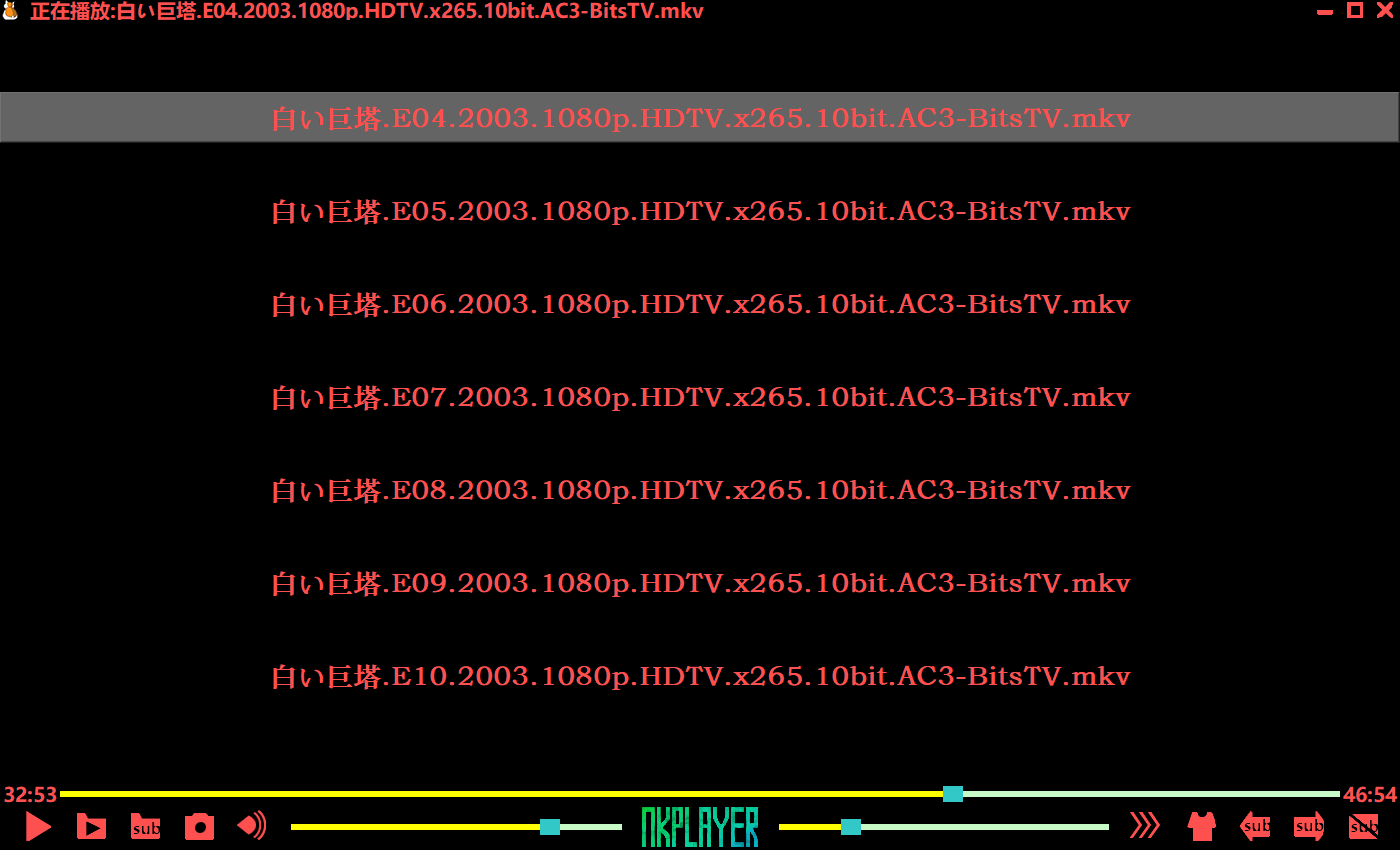 正在播放:白い巨塔.E04.2003.1080p.HDTV.x265.10bit.AC3-BitsTV.mkv
白い巨塔.E04.2003.1080p.HDTV.x265.10bit.AC3-BitsTV.mkv
白い巨塔.E05.2003.1080p.HDTV.x265.10bit.AC3-BitsTV.mkv
白い巨塔.E06.2003.1080p.HDTV.x265.10bit.AC3-BitsTV.mkv
白い巨塔.E07.2003.1080p.HDTV.x265.10bit.AC3-BitsTV.mkv
白い巨塔.E08.2003.1080p.HDTV.x265.10bit.AC3-BitsTV.mkv
白い巨塔.E09.2003.1080p.HDTV.x265.10bit.AC3-BitsTV.mkv
白い巨塔.E10.2003.1080p.HDTV.x265.10bit.AC3-BitsTV.mkv
32:53 46:54
sub NKPLAYER sub sub sub